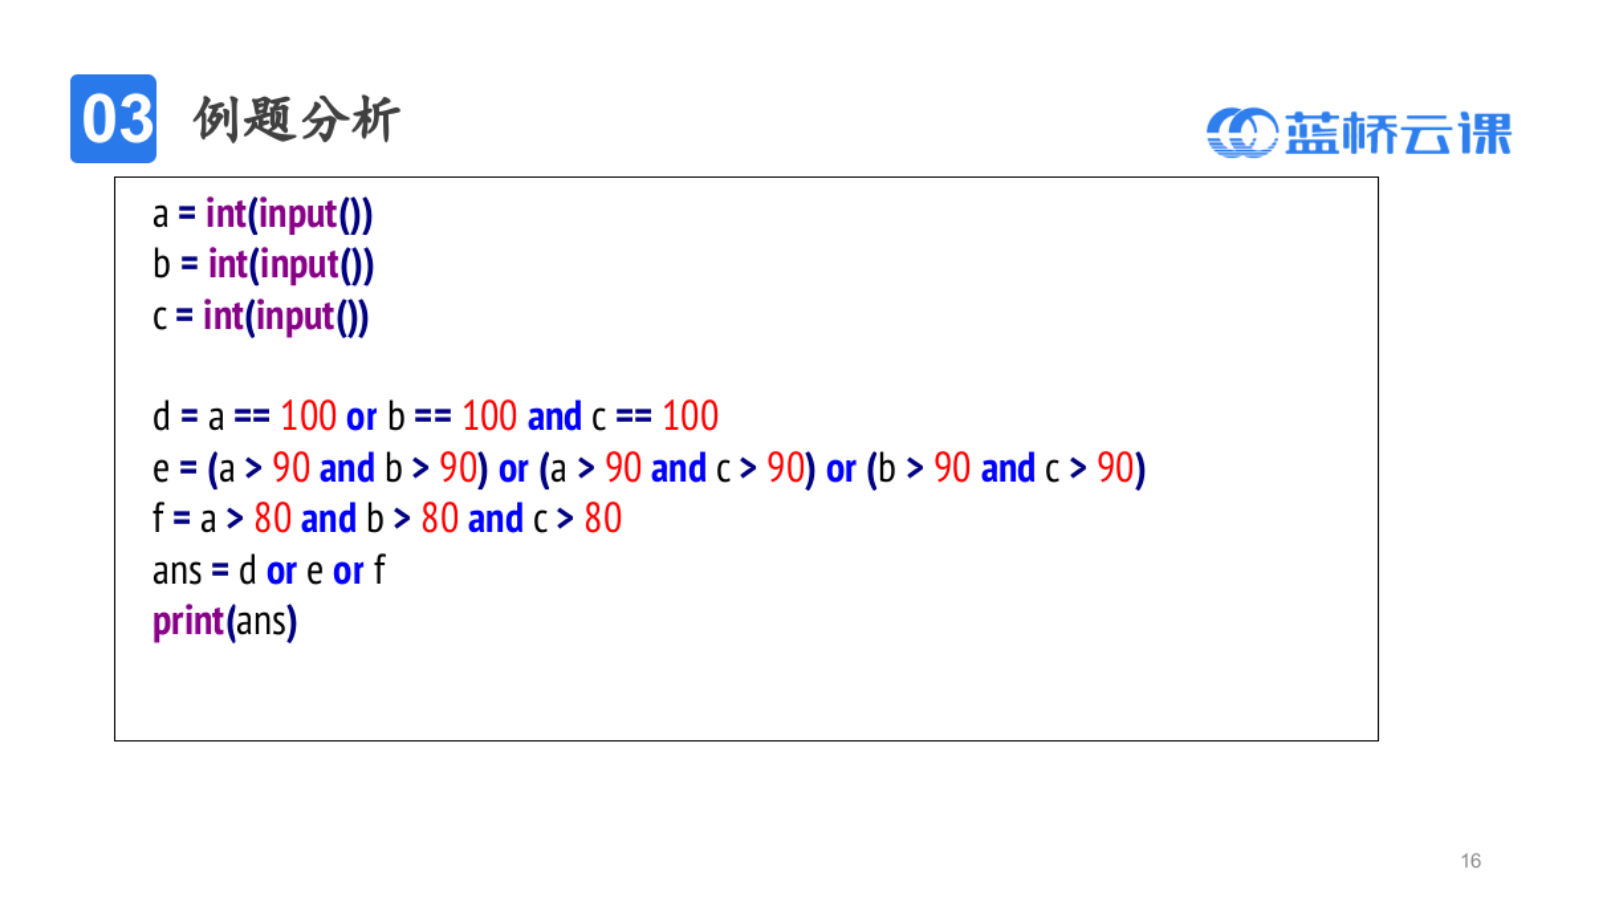 03 例题分析
蓝桥云课
a = int(input())
b = int(input())
c = int(input())
d = a == 100 or b == 100 and c == 100
e = (a > 90 and b > 90) or (a > 90 and c > 90) or (b > 90 and c > 90)
f = a > 80 and b > 80 and c > 80
ans = d or e or f
print(ans)
16